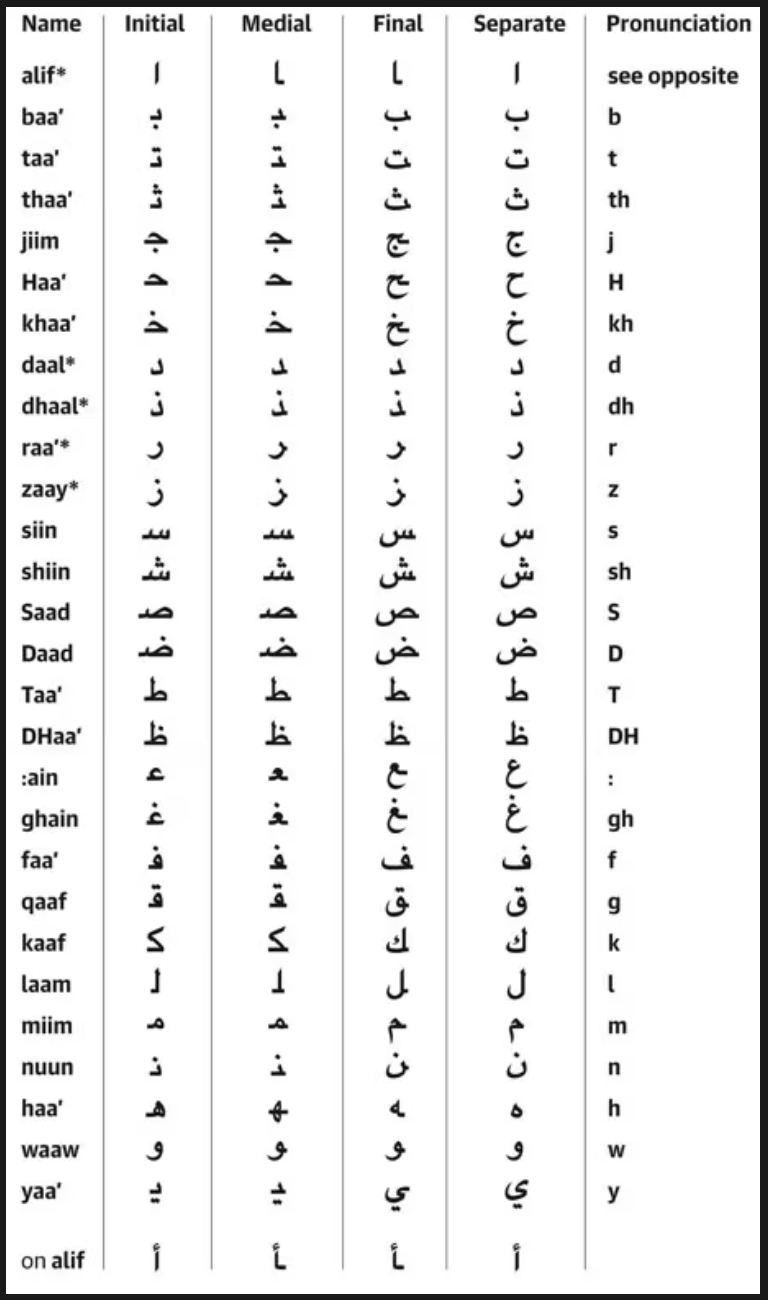 Name Initial Medial Final Separate Pronunciation
alif* ا ـا ـا ا see opposite
baa’ بـ ـبـ ـب ب b
taa’ تـ ـتـ ـت ت t
thaa’ ثـ ـثـ ـث ث th
jiim جـ ـجـ ـج ج j
Haa’ حـ ـحـ ـح ح H
khaa’ خـ ـخـ ـخ خ kh
daal* د ـد ـد د d
dhaal* ذ ـذ ـذ ذ dh
raa’* ر ـر ـر ر r
zaay* ز ـز ـز ز z
siin سـ ـسـ ـس س s
shiin شـ ـشـ ـش ش sh
Saad صـ ـصـ ـص ص S
Daad ضـ ـضـ ـض ض D
Taa’ طـ ـطـ ـط ط T
DHaa’ ظـ ـظـ ـظ ظ DH
:ain عـ ـعـ ـع ع :
ghain غـ ـغـ ـغ غ gh
faa’ فـ ـفـ ـف ف f
qaaf قـ ـقـ ـق ق g
kaaf كـ ـكـ ـك ك k
laam لـ ـلـ ـل ل l
miim مـ ـمـ ـم م m
nuun نـ ـنـ ـن ن n
haa’ هـ ـهـ ـه ه h
waaw و ـو ـو و w
yaa’ يـ ـيـ ـي ي y
on alif أ ـأ ـأ أ